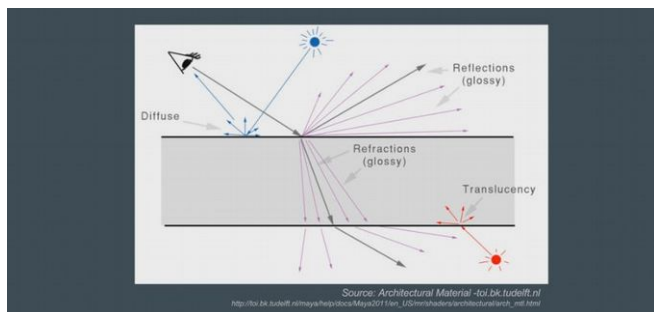 Reflections
(glossy)
Diffuse
Refractions
(glossy)
Translucency
Source: Architectural Material -toi.bk.tudelft.nl
http://toi.bk.tudelft.nl/maya/help/docs/Maya2011/en_US/mr/shaders/architectural/arch_mtl.html